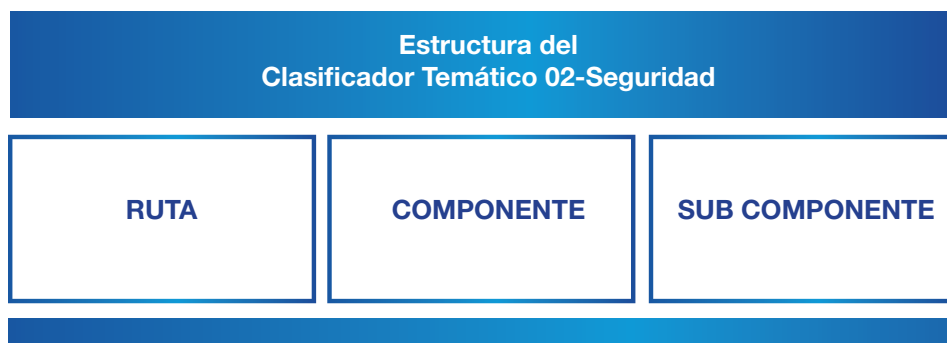 Estructura del
Clasificador Temático 02-Seguridad
RUTA
COMPONENTE
SUB COMPONENTE